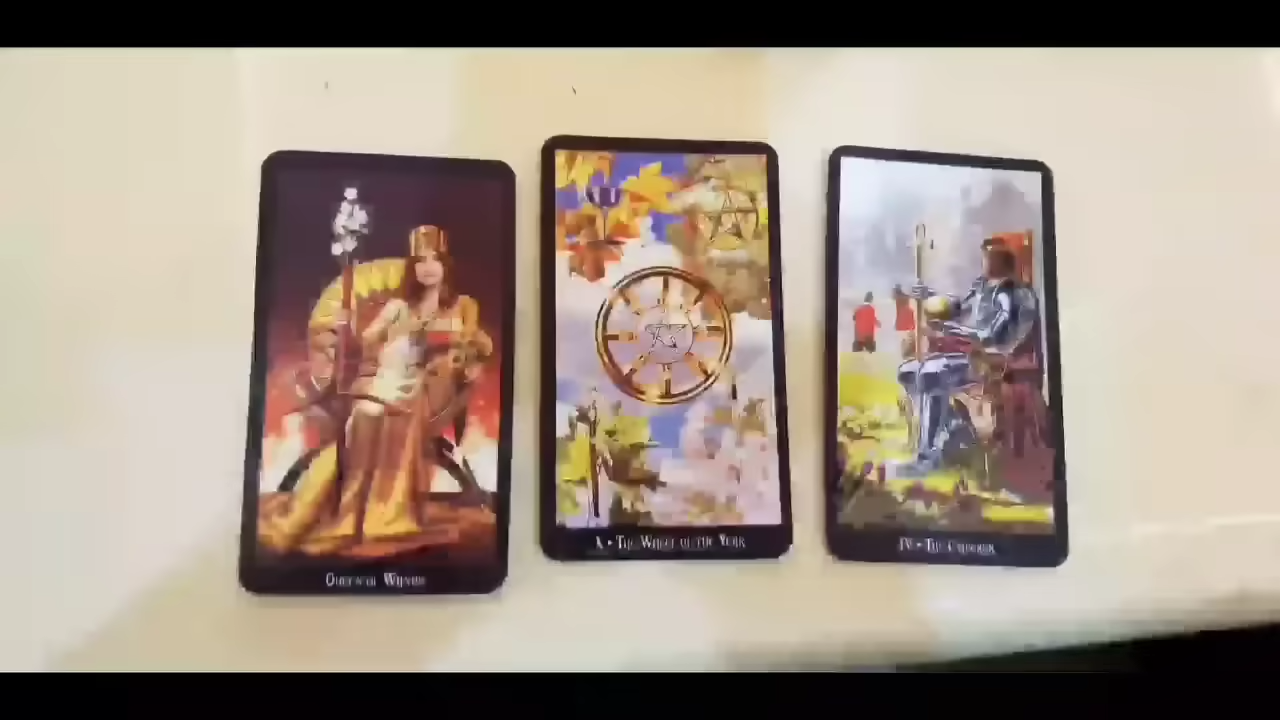 Queen of Wands
X • The Wheel of the Year
IV • The Emperor